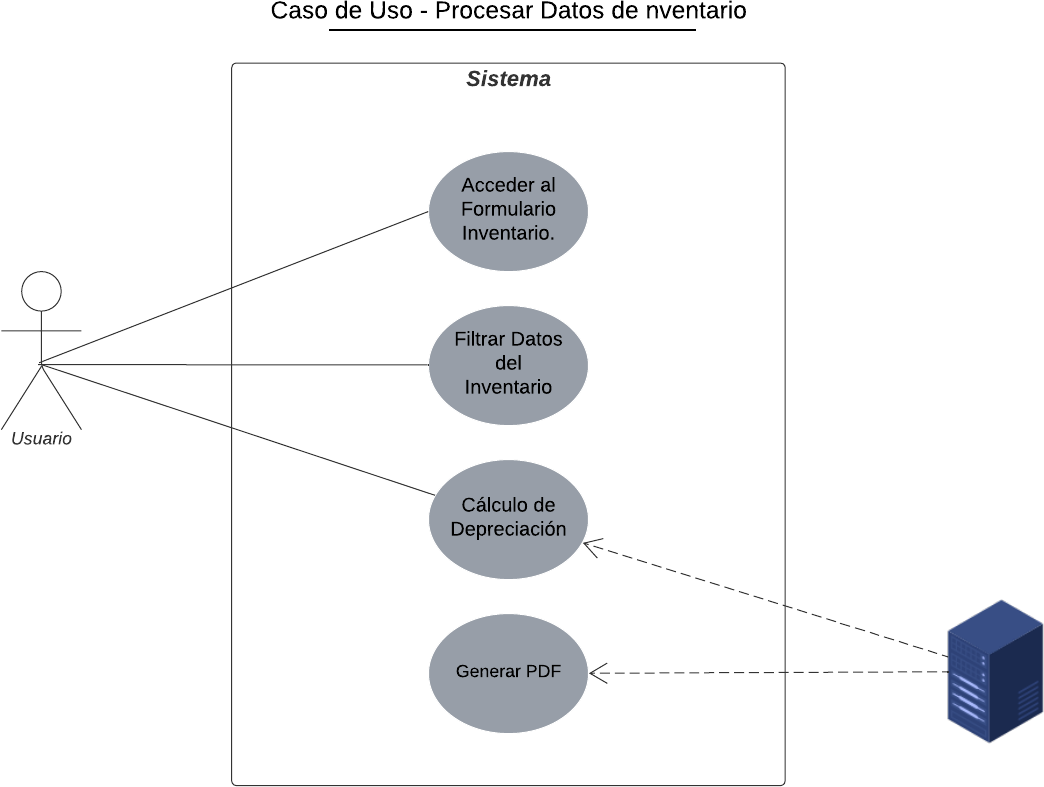 Caso de Uso - Procesar Datos de nventario
Sistema
Acceder al
Formulario
Inventario.
Filtrar Datos
del
Inventario
Usuario
Cálculo de
Depreciación
Generar PDF